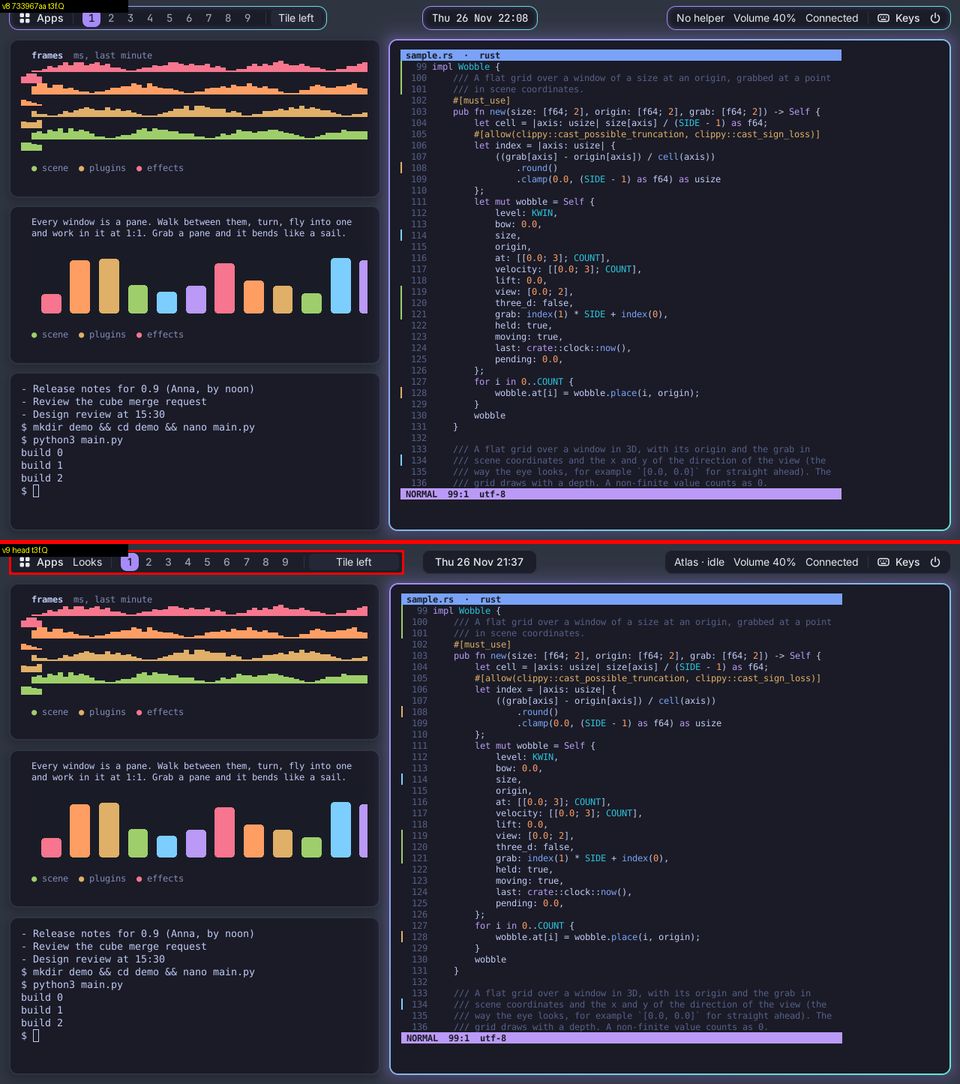 v8 733967aa t3f.Q
Apps 1 2 3 4 5 6 7 8 9 Tile left
Thu 26 Nov 22:08
No helper Volume 40% Connected Keys
frames ms, last minute
scene plugins effects
Every window is a pane. Walk between them, turn, fly into one
and work in it at 1:1. Grab a pane and it bends like a sail.
scene plugins effects
- Release notes for 0.9 (Anna, by noon)
- Review the cube merge request
- Design review at 15:30
$ mkdir demo && cd demo && nano main.py
$ python3 main.py
build 0
build 1
build 2
$
sample.rs · rust
99 impl Wobble {
100 /// A flat grid over a window of a size at an origin, grabbed at a point
101 /// in scene coordinates.
102 #[must_use]
103 pub fn new(size: [f64; 2], origin: [f64; 2], grab: [f64; 2]) -> Self {
104 let cell = |axis: usize| size[axis] / (SIDE - 1) as f64;
105 #[allow(clippy::cast_possible_truncation, clippy::cast_sign_loss)]
106 let index = |axis: usize| {
107 ((grab[axis] - origin[axis]) / cell(axis))
108 .round()
109 .clamp(0.0, (SIDE - 1) as f64) as usize
110 };
111 let mut wobble = Self {
112 level: KWIN,
113 bow: 0.0,
114 size,
115 origin,
116 at: [[0.0; 3]; COUNT],
117 velocity: [[0.0; 3]; COUNT],
118 lift: 0.0,
119 view: [0.0; 2],
120 three_d: false,
121 grab: index(1) * SIDE + index(0),
122 held: true,
123 moving: true,
124 last: crate::clock::now(),
125 pending: 0.0,
126 };
127 for i in 0..COUNT {
128 wobble.at[i] = wobble.place(i, origin);
129 }
130 wobble
131 }
132
133 /// A flat grid over a window in 3D, with its origin and the grab in
134 /// scene coordinates and the x and y of the direction of the view (the
135 /// way the eye looks, for example `[0.0, 0.0]` for straight ahead). The
136 /// grid draws with a depth. A non-finite value counts as 0.
NORMAL 99:1 utf-8
v9 head t3f.Q
Apps Looks 1 2 3 4 5 6 7 8 9 Tile left
Thu 26 Nov 21:37
Atlas · idle Volume 40% Connected Keys
frames ms, last minute
scene plugins effects
Every window is a pane. Walk between them, turn, fly into one
and work in it at 1:1. Grab a pane and it bends like a sail.
scene plugins effects
- Release notes for 0.9 (Anna, by noon)
- Review the cube merge request
- Design review at 15:30
$ mkdir demo && cd demo && nano main.py
$ python3 main.py
build 0
build 1
build 2
$
sample.rs · rust
99 impl Wobble {
100 /// A flat grid over a window of a size at an origin, grabbed at a point
101 /// in scene coordinates.
102 #[must_use]
103 pub fn new(size: [f64; 2], origin: [f64; 2], grab: [f64; 2]) -> Self {
104 let cell = |axis: usize| size[axis] / (SIDE - 1) as f64;
105 #[allow(clippy::cast_possible_truncation, clippy::cast_sign_loss)]
106 let index = |axis: usize| {
107 ((grab[axis] - origin[axis]) / cell(axis))
108 .round()
109 .clamp(0.0, (SIDE - 1) as f64) as usize
110 };
111 let mut wobble = Self {
112 level: KWIN,
113 bow: 0.0,
114 size,
115 origin,
116 at: [[0.0; 3]; COUNT],
117 velocity: [[0.0; 3]; COUNT],
118 lift: 0.0,
119 view: [0.0; 2],
120 three_d: false,
121 grab: index(1) * SIDE + index(0),
122 held: true,
123 moving: true,
124 last: crate::clock::now(),
125 pending: 0.0,
126 };
127 for i in 0..COUNT {
128 wobble.at[i] = wobble.place(i, origin);
129 }
130 wobble
131 }
132
133 /// A flat grid over a window in 3D, with its origin and the grab in
134 /// scene coordinates and the x and y of the direction of the view (the
135 /// way the eye looks, for example `[0.0, 0.0]` for straight ahead). The
136 /// grid draws with a depth. A non-finite value counts as 0.
NORMAL 99:1 utf-8